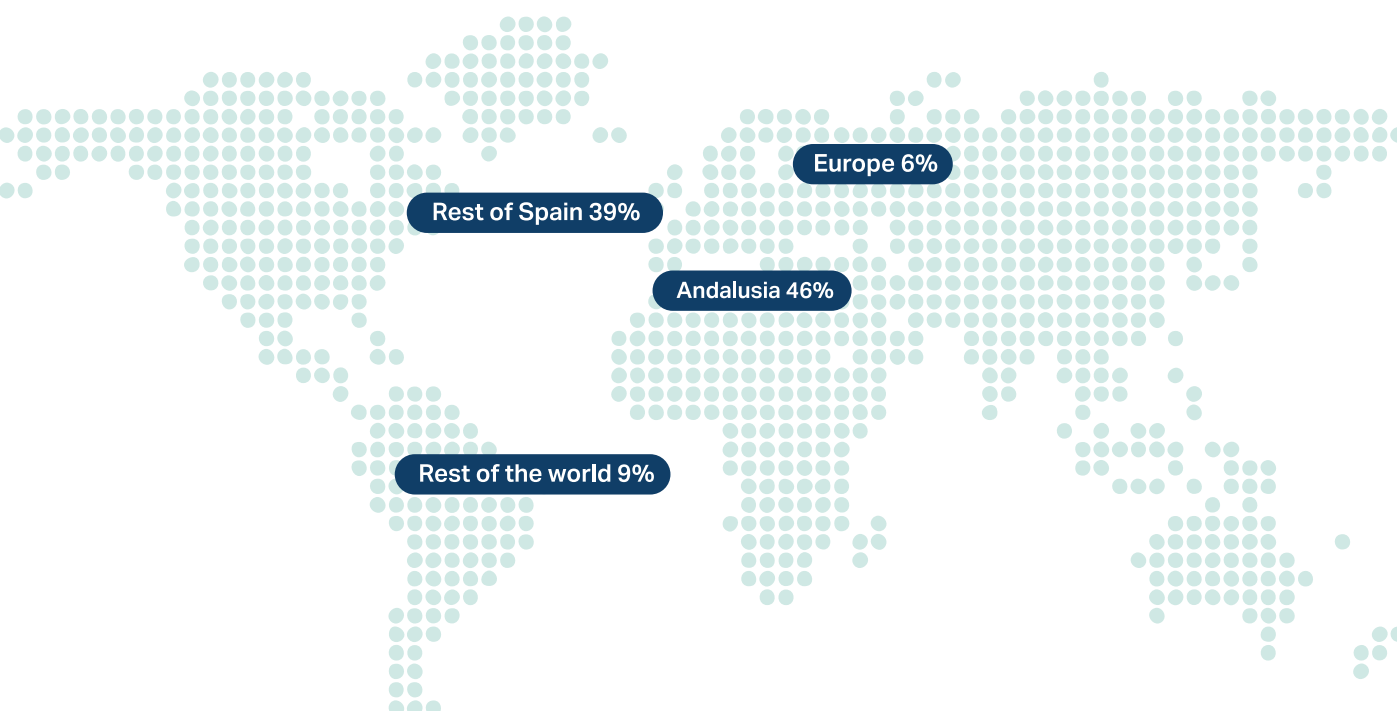 Europe 6%
Rest of Spain 39%
Andalusia 46%
Rest of the world 9%